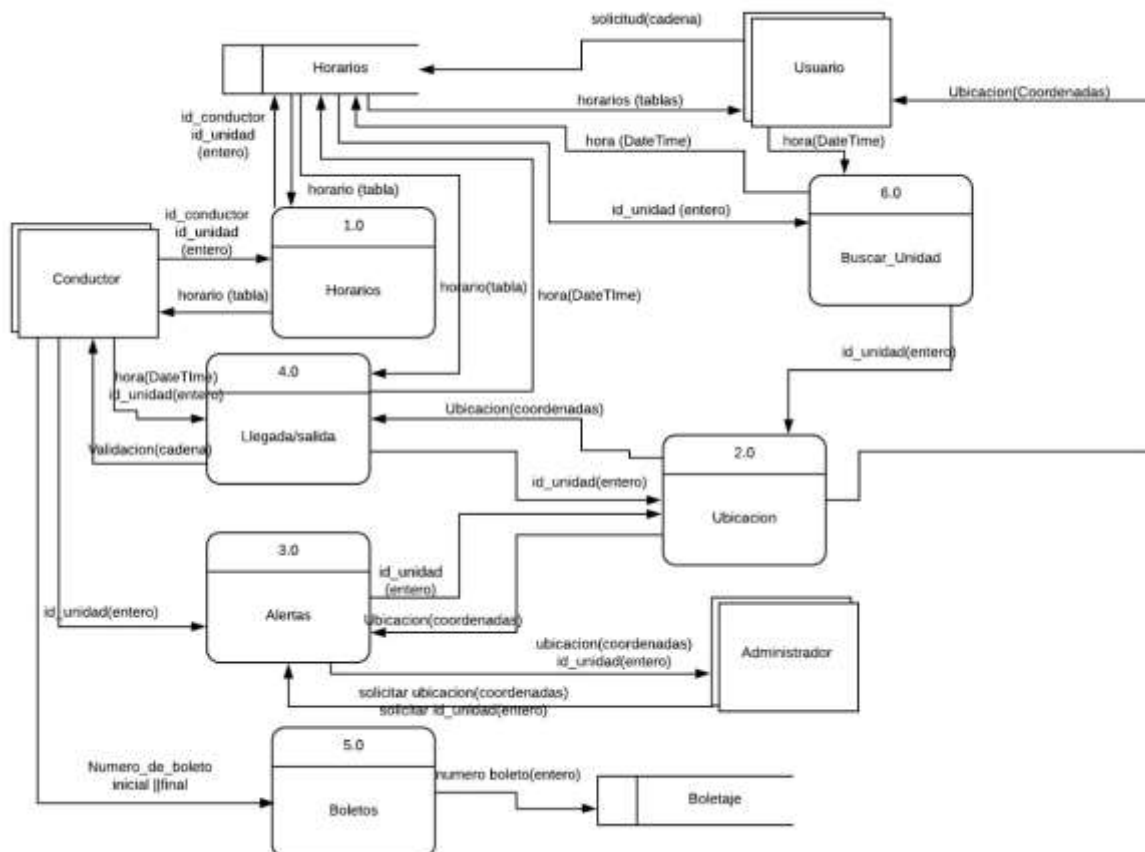 solicitud(cadena)
Horarios
Usuario
horarios (tablas)
Ubicacion(Coordenadas)
id_conductor
id_unidad
(entero)
hora (DateTime)
hora(DateTime)
horario (tabla)
id_unidad (entero)
6.0
Buscar_Unidad
id_conductor
id_unidad
(entero)
1.0
Horarios
Conductor
horario (tabla)
horario(tabla)
hora(DateTIme)
id_unidad(entero)
hora(DateTIme)
id_unidad(entero)
4.0
Llegada/salida
Ubicacion(coordenadas)
Validacion(cadena)
2.0
Ubicacion
id_unidad(entero)
3.0
Alertas
id_unidad
(entero)
id_unidad(entero)
Ubicacion(coordenadas)
ubicacion(coordenadas)
id_unidad(entero)
Administrador
solicitar ubicacion(coordenadas)
solicitar id_unidad(entero)
5.0
Boletos
Numero_de_boleto
inicial ||final
numero boleto(entero)
Boletaje